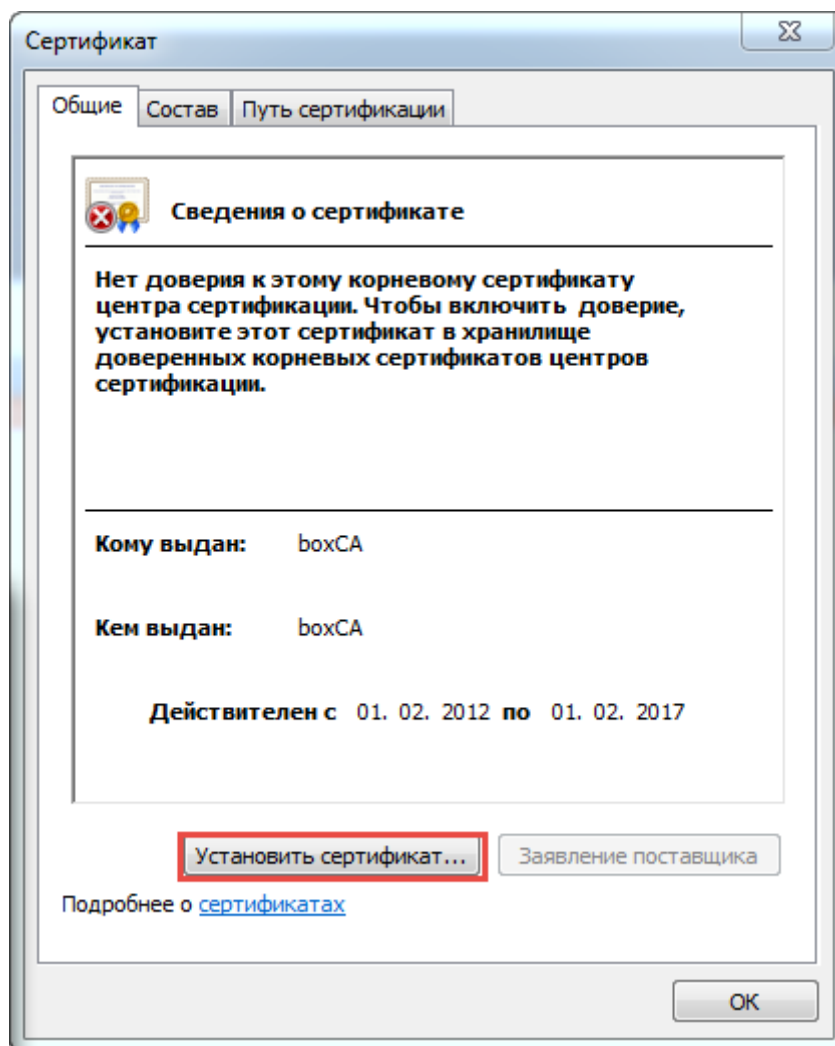 Сертификат
Общие Состав Путь сертификации
Сведения о сертификате
Нет доверия к этому корневому сертификату
центра сертификации. Чтобы включить доверие,
установите этот сертификат в хранилище
доверенных корневых сертификатов центров
сертификации.
Кому выдан: boxCA
Кем выдан: boxCA
Действителен с 01. 02. 2012 по 01. 02. 2017
Установить сертификат... Заявление поставщика
Подробнее о сертификатах
ОК